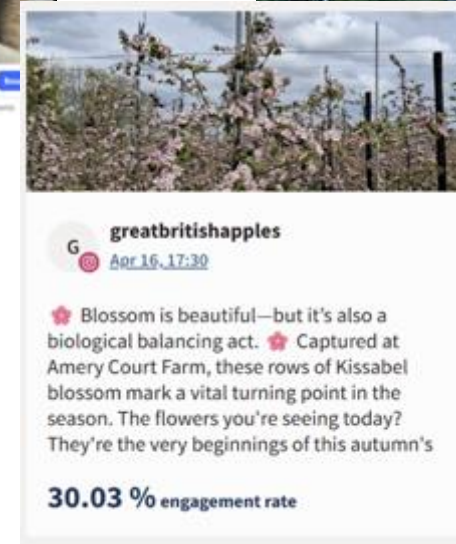 greatbritishapples
G
Apr 16, 17:30
🌸 Blossom is beautiful—but it's also a
biological balancing act. 🌸 Captured at
Amery Court Farm, these rows of Kissabel
blossom mark a vital turning point in the
season. The flowers you're seeing today?
They're the very beginnings of this autumn's
30.03 % engagement rate